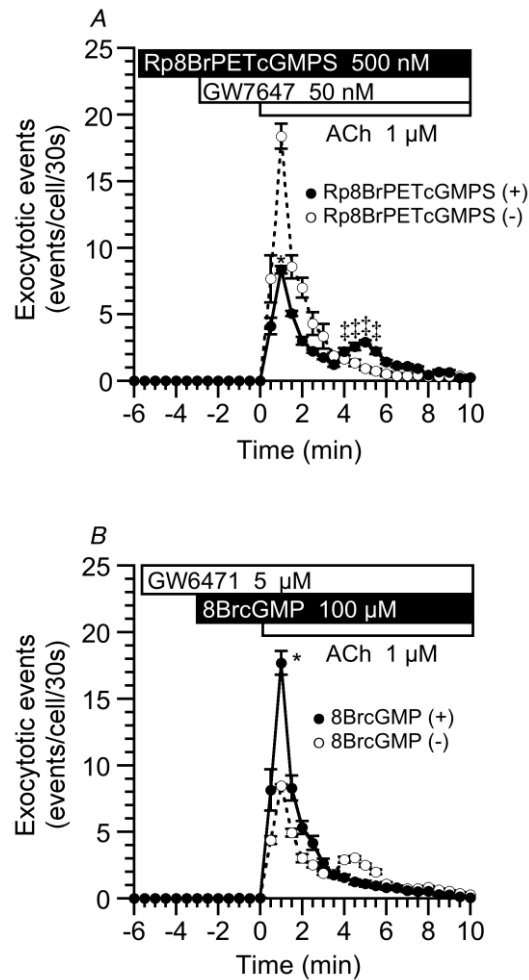 A
25
20
15
10
5
0
Exocytotic events
(events/cell/30s)
Rp8BrPETcGMPS 500 nM
GW7647 50 nM
ACh 1 μM
Rp8BrPETcGMPS (+)
Rp8BrPETcGMPS (-)
*
‡‡‡‡
-6 -4 -2 0 2 4 6 8 10
Time (min)
B
25
20
15
10
5
0
Exocytotic events
(events/cell/30s)
GW6471 5 μM
8BrcGMP 100 μM
ACh 1 μM
*
8BrcGMP (+)
8BrcGMP (-)
-6 -4 -2 0 2 4 6 8 10
Time (min)